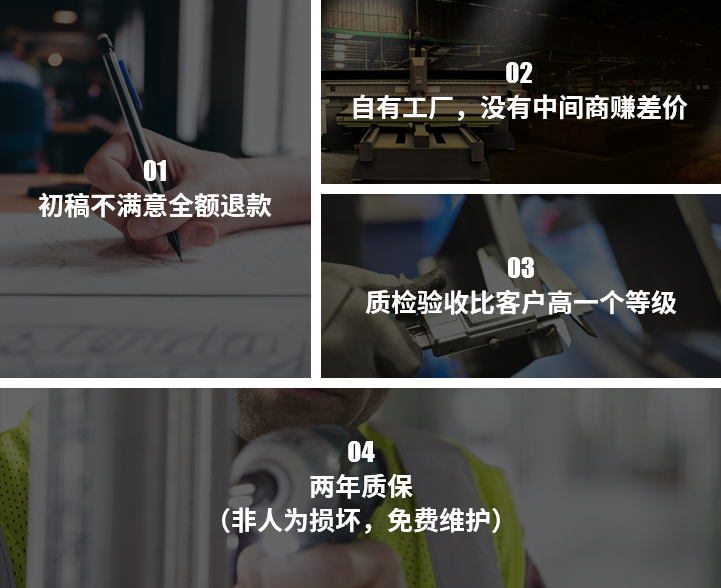 01
初稿不满意全额退款
02
自有工厂，没有中间商赚差价
03
质检验收比客户高一个等级
04
两年质保
（非人为损坏，免费维护）